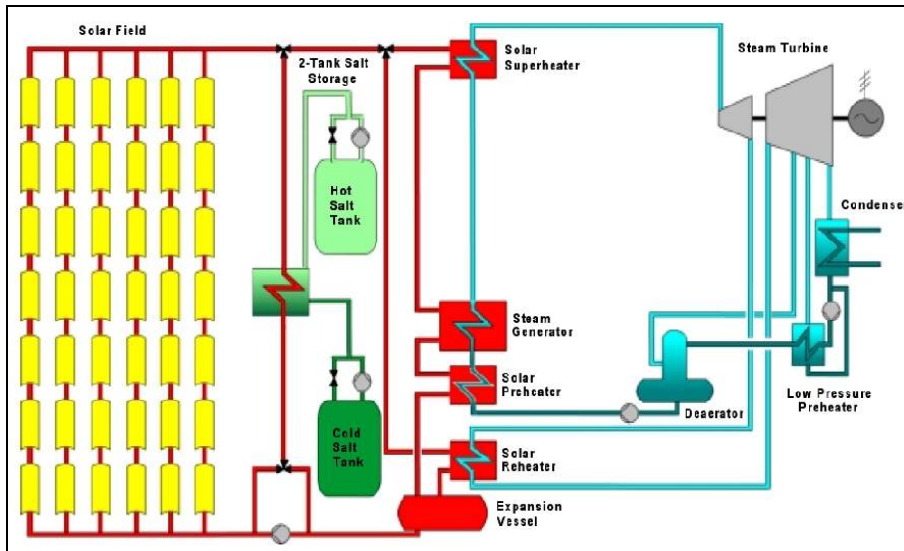 Solar Field
2-Tank Salt
Storage
Hot
Salt
Tank
Cold
Salt
Tank
Solar
Superheater
Steam Turbine
Condenser
Steam
Generator
Solar
Preheater
Deaerator
Low Pressure
Preheater
Solar
Reheater
Expansion
Vessel